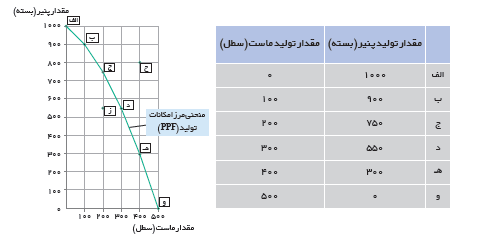 مقدار پنیر (بسته)
۱۰۰۰
۹۰۰
۸۰۰
۷۰۰
۶۰۰
۵۰۰
۴۰۰
۳۰۰
۲۰۰
۱۰۰
۰
الف
ب
ج
ح
ز
د
هـ
و
منحنی مرز امکانات
تولید (PPF)
۱۰۰ ۲۰۰ ۳۰۰ ۴۰۰ ۵۰۰
مقدار ماست (سطل)
مقدار تولید پنیر (بسته) مقدار تولید ماست (سطل)
الف ۱۰۰۰ ۰
ب ۹۰۰ ۱۰۰
ج ۷۵۰ ۲۰۰
د ۵۵۰ ۳۰۰
هـ ۳۰۰ ۴۰۰
و ۰ ۵۰۰